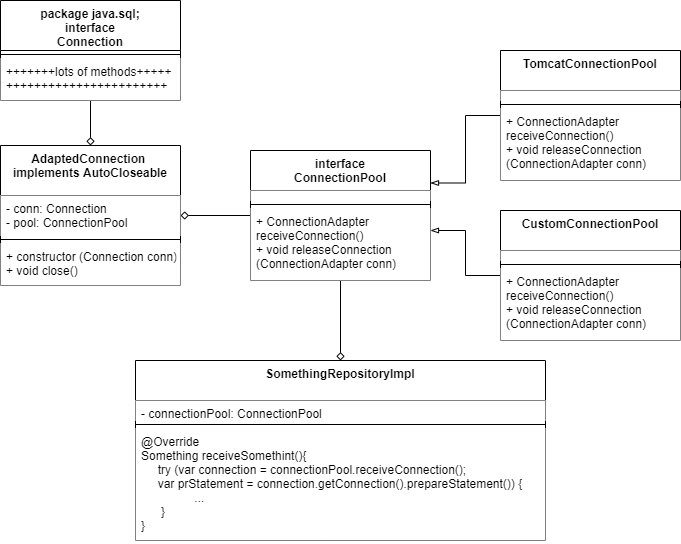 package java.sql;
interface
Connection
+++++++lots of methods+++++
+++++++++++++++++++++++
AdaptedConnection
implements AutoCloseable
- conn: Connection
- pool: ConnectionPool
+ constructor (Connection conn)
+ void close()
interface
ConnectionPool
+ ConnectionAdapter
receiveConnection()
+ void releaseConnection
(ConnectionAdapter conn)
TomcatConnectionPool
+ ConnectionAdapter
receiveConnection()
+ void releaseConnection
(ConnectionAdapter conn)
CustomConnectionPool
+ ConnectionAdapter
receiveConnection()
+ void releaseConnection
(ConnectionAdapter conn)
SomethingRepositoryImpl
- connectionPool: ConnectionPool
@Override
Something receiveSomethint(){
try (var connection = connectionPool.receiveConnection();
var prStatement = connection.getConnection().prepareStatement()) {
...
}
}